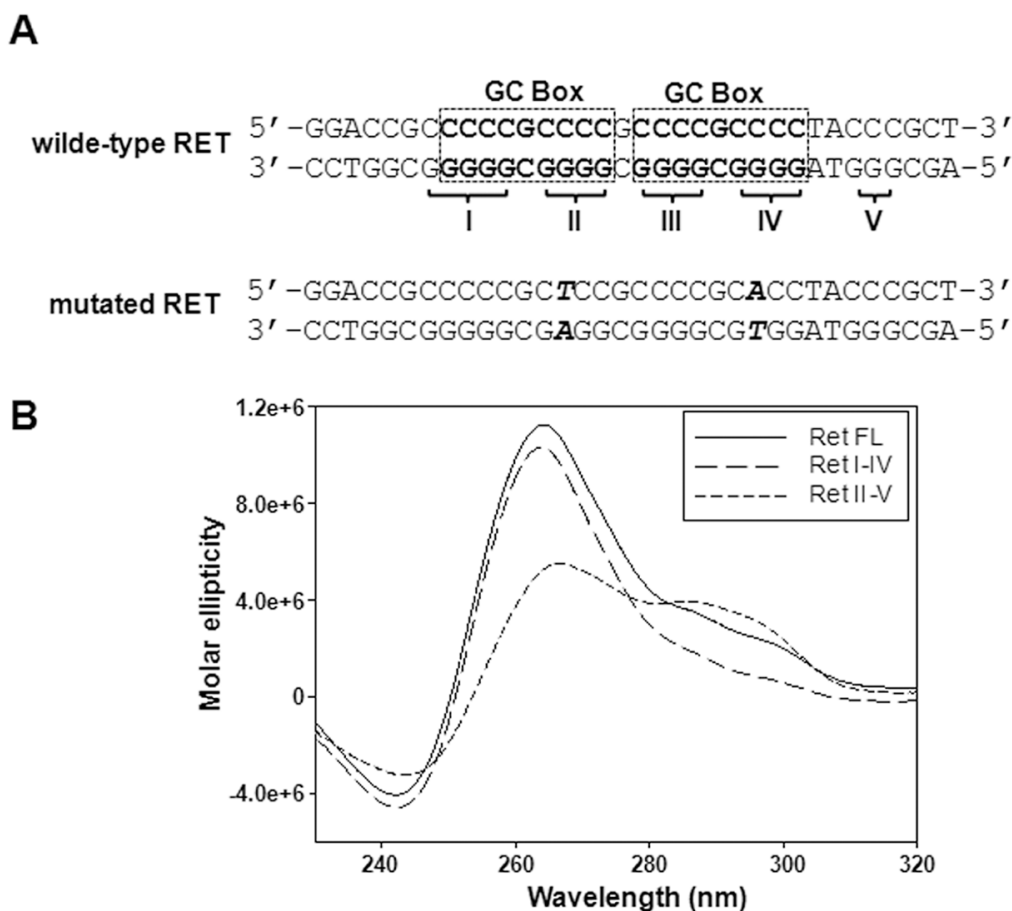 A
GC Box GC Box
wilde-type RET 5'-GGACCGCCCCCGCCCCGCCCCGCCCCTACCCGCT-3'
3'-CCTGGCGGGGGCGGGGCGGGGCGGGGATGGGCGA-5'
I II III IV V
mutated RET 5'-GGACCGCCCCCGCTCCGCCCCGCACCTACCCGCT-3'
3'-CCTGGCGGGGGCGAGGCGGGGCGTGGATGGGCGA-5'
B
1.2e+6
8.0e+6
4.0e+6
0
-4.0e+6
Molar ellipticity
Ret FL
Ret I-IV
Ret II-V
240 260 280 300 320
Wavelength (nm)